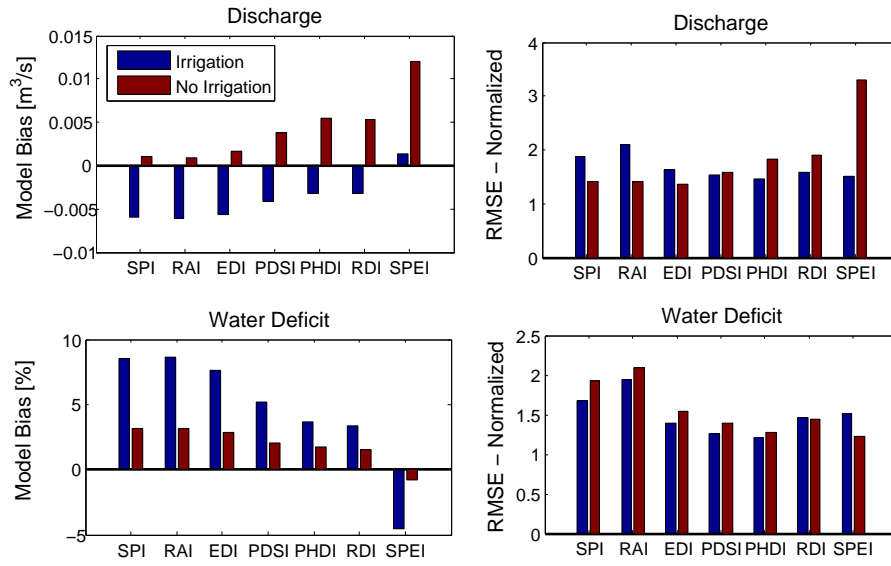 Discharge
Model Bias [m³/s]
0.015
0.01
0.005
0
−0.005
−0.01
Irrigation
No Irrigation
SPI RAI EDI PDSI PHDI RDI SPEI
RMSE − Normalized
4
3
2
1
0
SPI RAI EDI PDSI PHDI RDI SPEI
Water Deficit
Model Bias [%]
10
5
0
−5
SPI RAI EDI PDSI PHDI RDI SPEI
Water Deficit
RMSE − Normalized
2.5
2
1.5
1
0.5
0
SPI RAI EDI PDSI PHDI RDI SPEI
Discharge